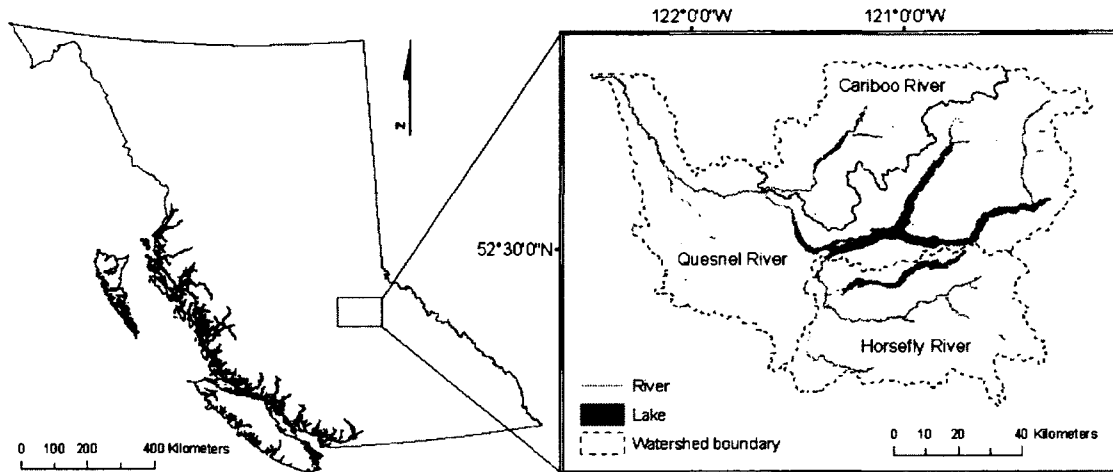 122°0'0"W
121°0'0"W
Cariboo River
N
52°30'0"N
Quesnel River
Horsefly River
River
Lake
Watershed boundary
0 100 200 400 Kilometers
0 10 20 40 Kilometers